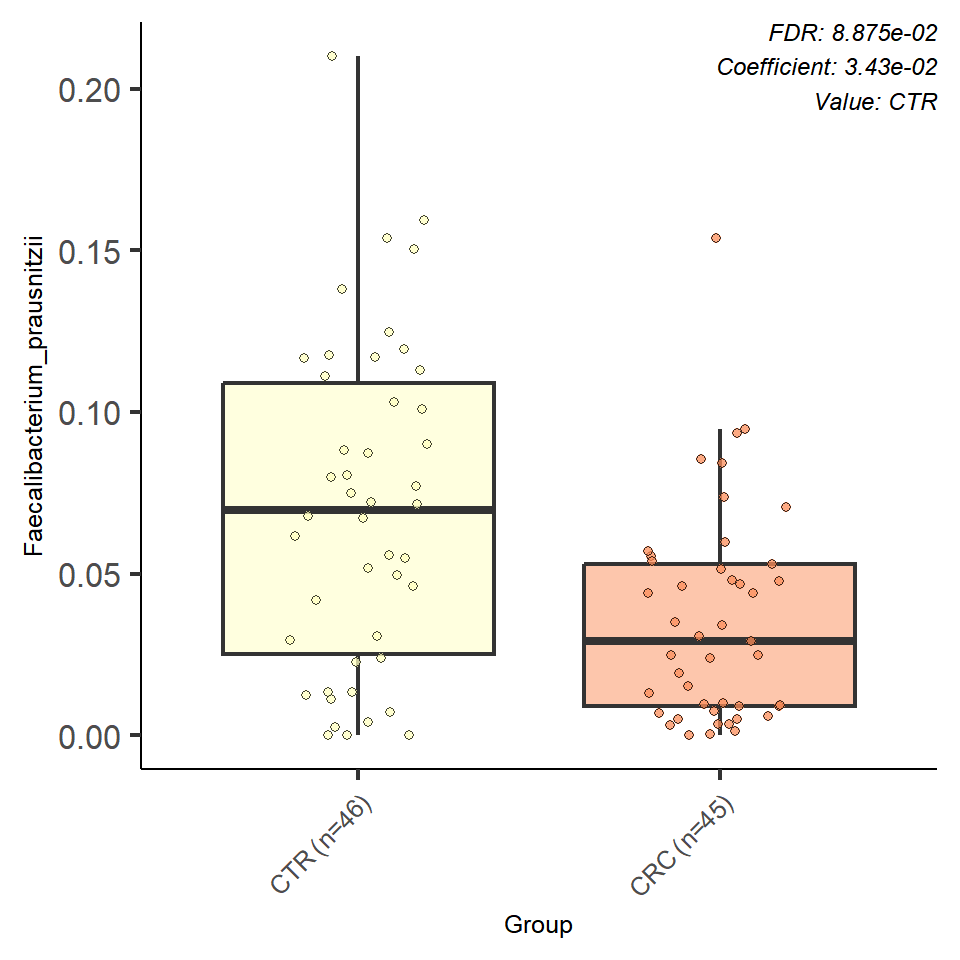 FDR: 8.875e-02
Coefficient: 3.43e-02
Value: CTR
Faecalibacterium_prausnitzii
0.20
0.15
0.10
0.05
0.00
CTR (n=46)
CRC (n=45)
Group